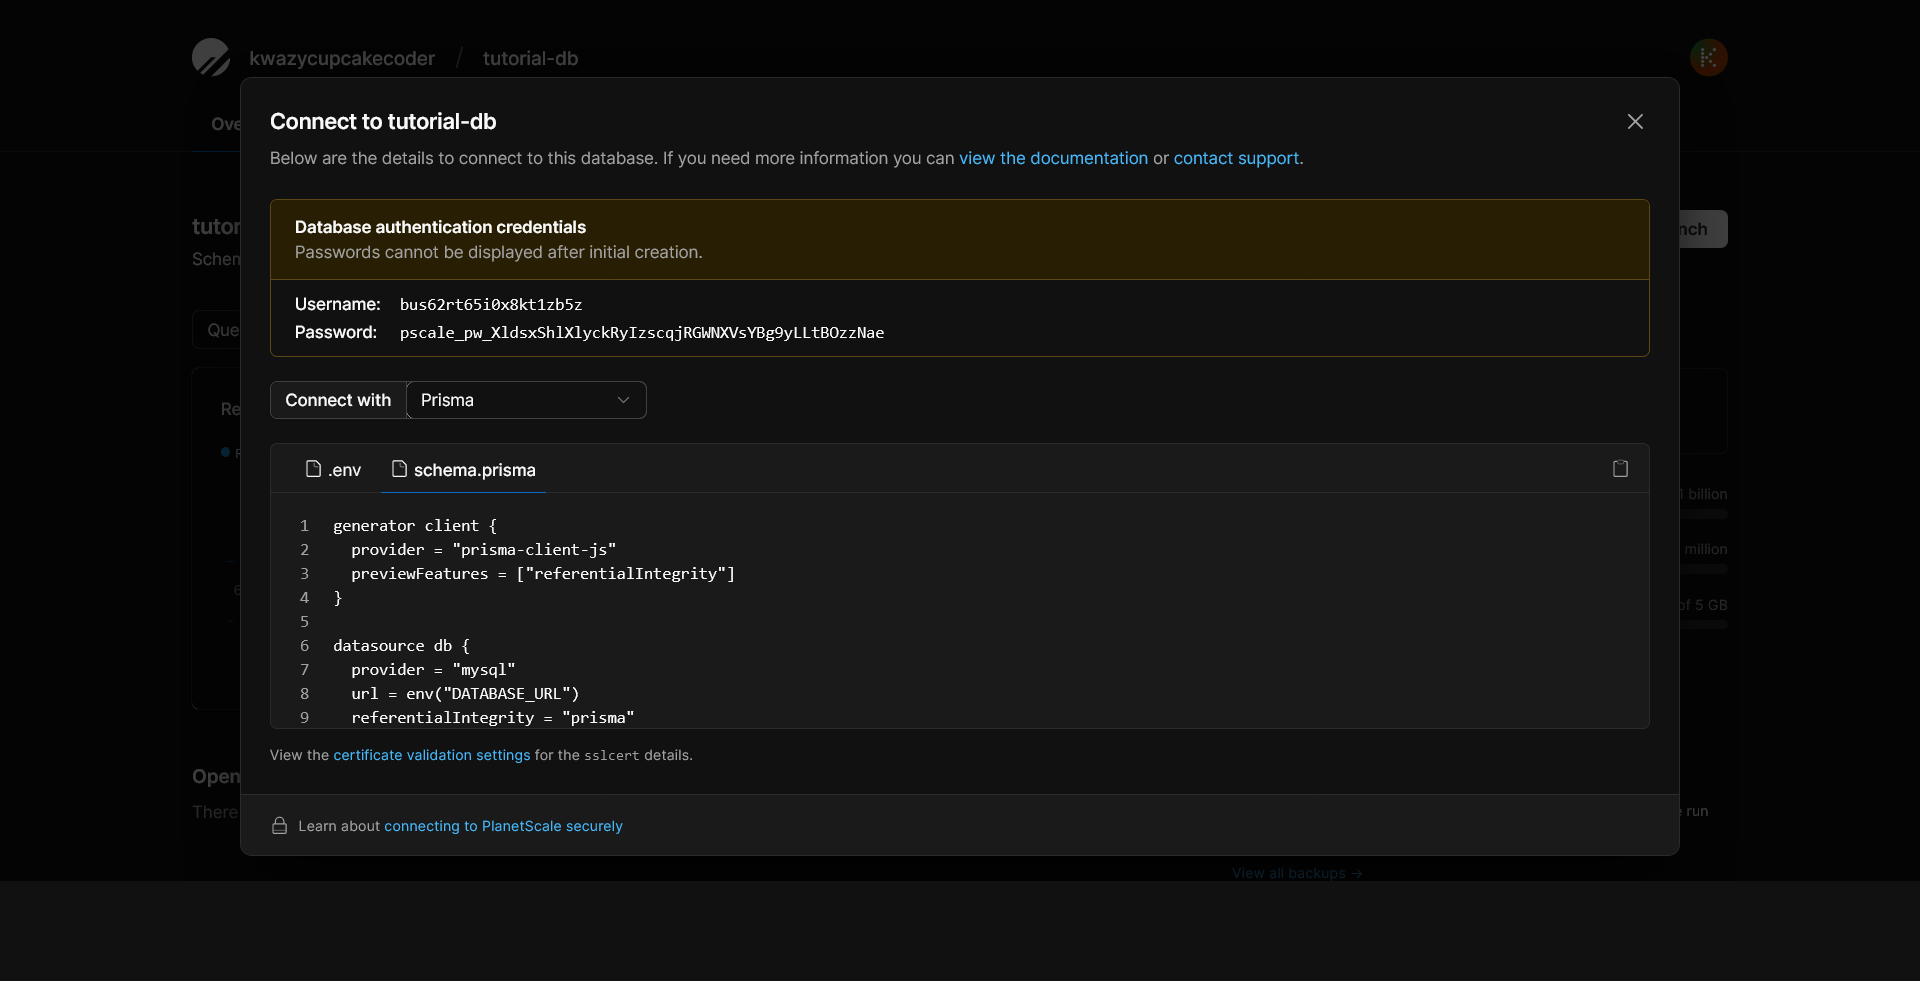 kwazycupcakecoder / tutorial-db
K
Ove
Connect to tutorial-db
Below are the details to connect to this database. If you need more information you can view the documentation or contact support.
Database authentication credentials
Passwords cannot be displayed after initial creation.
Username: bus62rt65i0x8kt1zb5z
Password: pscale_pw_XldsxShlXlyckRyIzscqjRGWNXVsYBg9yLLtBOzzNae
tutor
nch
Schem
Que
Connect with Prisma
Re
R
.env schema.prisma
1 billion
1 generator client {
2 provider = "prisma-client-js"
3 previewFeatures = ["referentialIntegrity"]
4 }
5
6 datasource db {
7 provider = "mysql"
8 url = env("DATABASE_URL")
9 referentialIntegrity = "prisma"
million
6
of 5 GB
View the certificate validation settings for the sslcert details.
Open
There
e run
Learn about connecting to PlanetScale securely
View all backups →